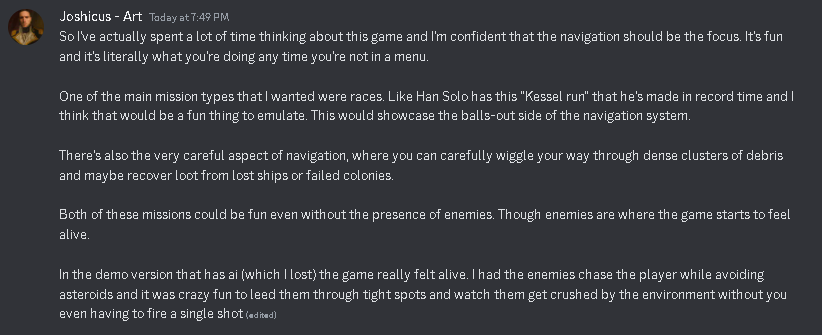 Joshicus - Art Today at 7:49 PM
So I've actually spent a lot of time thinking about this game and I'm confident that the navigation should be the focus. It's fun
and it's literally what you're doing any time you're not in a menu.
One of the main mission types that I wanted were races. Like Han Solo has this "Kessel run" that he's made in record time and I
think that would be a fun thing to emulate. This would showcase the balls-out side of the navigation system.
There's also the very careful aspect of navigation, where you can carefully wiggle your way through dense clusters of debris
and maybe recover loot from lost ships or failed colonies.
Both of these missions could be fun even without the presence of enemies. Though enemies are where the game starts to feel
alive.
In the demo version that has ai (which I lost) the game really felt alive. I had the enemies chase the player while avoiding
asteroids and it was crazy fun to leed them through tight spots and watch them get crushed by the environment without you
even having to fire a single shot (edited)